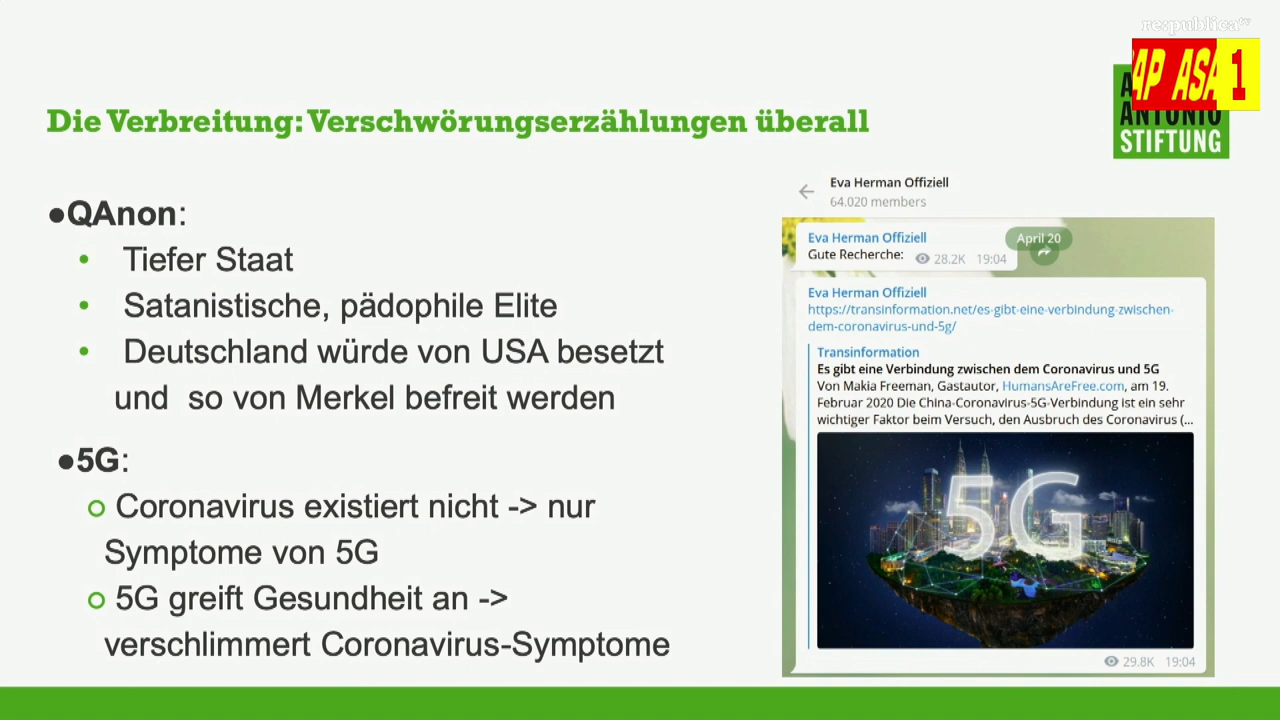 re:publica
AP ASA 1
ANTONIO
STIFTUNG
Die Verbreitung: Verschwörungserzählungen überall
●QAnon:
• Tiefer Staat
• Satanistische, pädophile Elite
• Deutschland würde von USA besetzt
und so von Merkel befreit werden
●5G:
Coronavirus existiert nicht -> nur
Symptome von 5G
5G greift Gesundheit an ->
verschlimmert Coronavirus-Symptome
Eva Herman Offiziell
64.020 members
April 20
Eva Herman Offiziell
Gute Recherche: 28.2K 19:04
Eva Herman Offiziell
https://transinformation.net/es-gibt-eine-verbindung-zwischen-
dem-coronavirus-und-5g/
Transinformation
Es gibt eine Verbindung zwischen dem Coronavirus und 5G
Von Makia Freeman, Gastautor, HumansAreFree.com, am 19.
Februar 2020 Die China-Coronavirus-5G-Verbindung ist ein sehr
wichtiger Faktor beim Versuch, den Ausbruch des Coronavirus (...
5G
29.8K 19:04